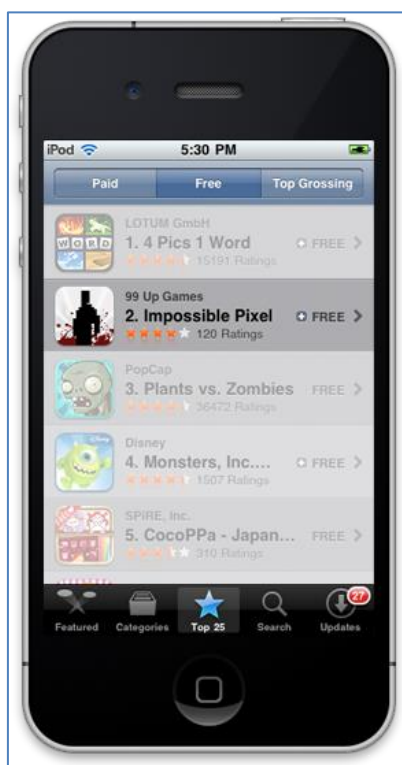 iPod 5:30 PM
Paid Free Top Grossing
LOTUM GmbH
WORD
1. 4 Pics 1 Word FREE
15191 Ratings
99 Up Games
2. Impossible Pixel FREE
120 Ratings
PopCap
3. Plants vs. Zombies FREE
36472 Ratings
Disney
4. Monsters, Inc.... FREE
1507 Ratings
SPIRE, Inc.
5. CocoPPa - Japan... FREE
310 Ratings
27
Featured Categories Top 25 Search Updates